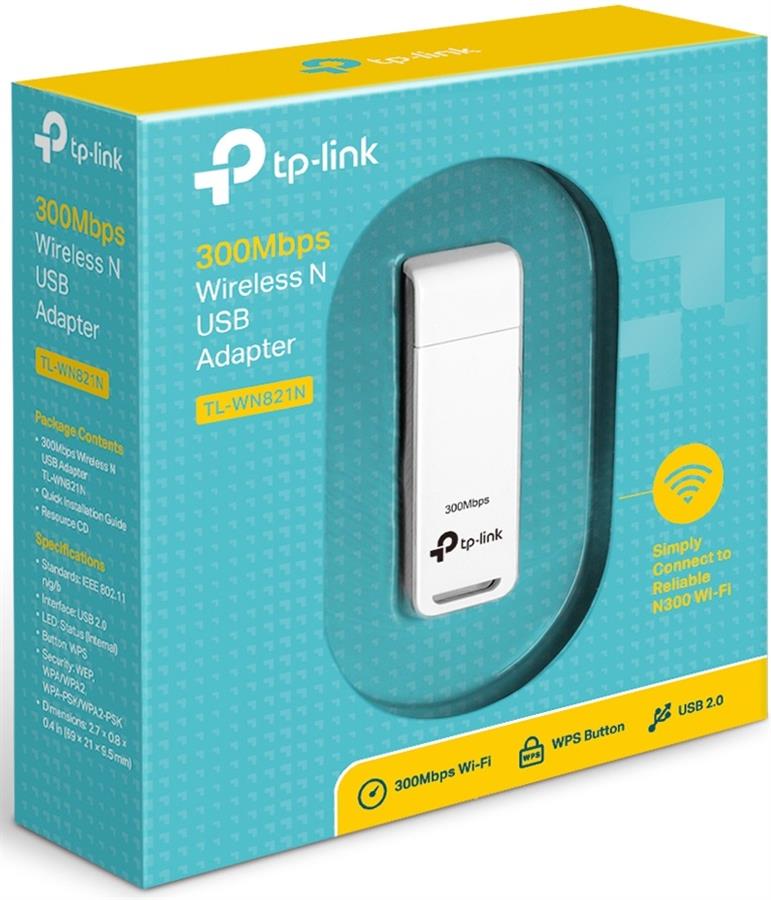 tp-link
tp-link
300Mbps
Wireless N
USB
Adapter
TL-WN821N
Package Contents
• 300Mbps Wireless N
USB Adapter
TL-WN821N
• Quick Installation Guide
• Resource CD
Specifications
• Standards: IEEE 802.11
n/g/b
• Interface: USB 2.0
LED: Status (Internal)
• Button: WPS
• Security: WEP,
WPA/WPA2,
WPA-PSK/WPA2-PSK
• Dimensions: 2.7 × 0.8 ×
0.4 in (69 × 21 × 9.5 mm)
tp-link
300Mbps
Wireless N
USB
Adapter
TL-WN821N
300Mbps
tp-link
Simply
Connect to
Reliable
N300 Wi-Fi
300Mbps Wi-Fi
WPS
WPS Button
USB 2.0